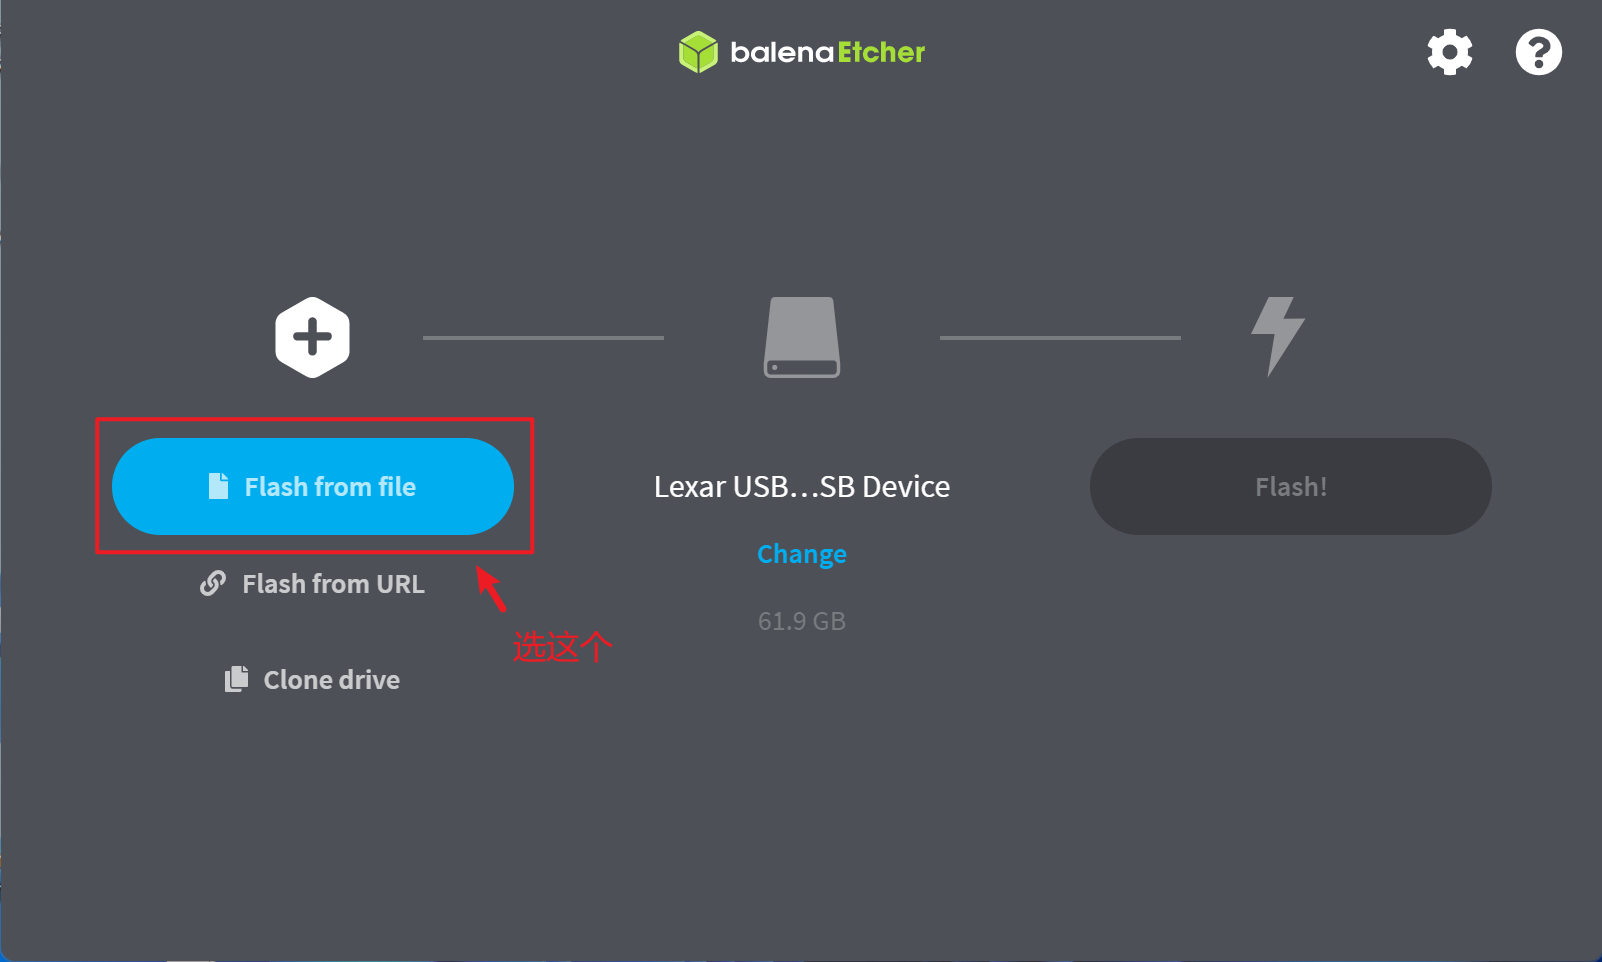 balenaEtcher
Flash from file
Lexar USB...SB Device
Flash!
Change
Flash from URL
61.9 GB
选这个
Clone drive